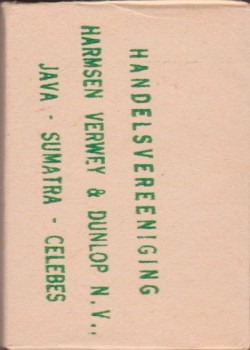 HANDELSVEREENIGING
HARMSEN VERWEY & DUNLOP N.V.,
JAVA - SUMATRA - CELEBES